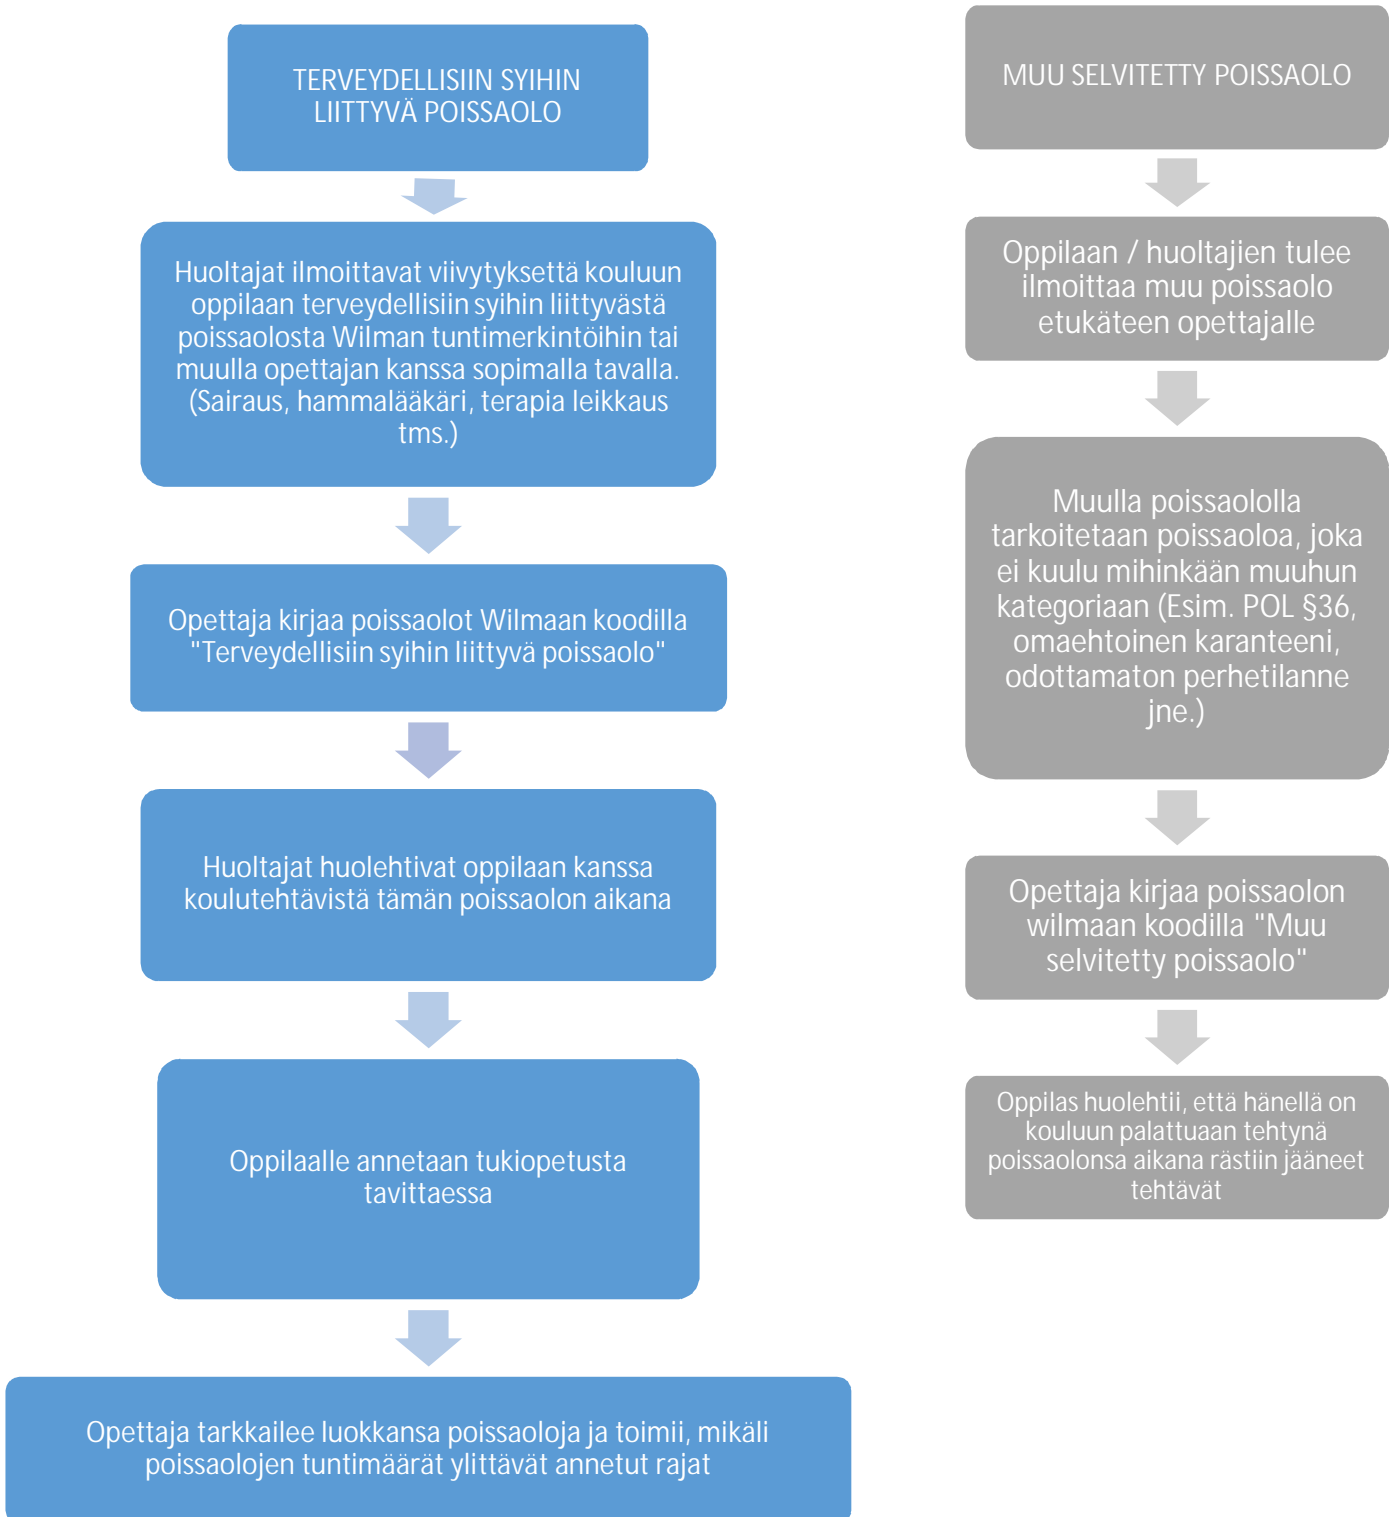 TERVEYDELLISIIN SYIHIN
LIITTYVÄ POISSAOLO
Huoltajat ilmoittavat viivytyksettä kouluun
oppilaan terveydellisiin syihin liittyvästä
poissaolosta Wilman tuntimerkintöihin tai
muulla opettajan kanssa sopimalla tavalla.
(Sairaus, hammalääkäri, terapia leikkaus
tms.)
Opettaja kirjaa poissaolot Wilmaan koodilla
"Terveydellisiin syihin liittyvä poissaolo"
Huoltajat huolehtivat oppilaan kanssa
koulutehtävistä tämän poissaolon aikana
Oppilaalle annetaan tukiopetusta
tavittaessa
Opettaja tarkkailee luokkansa poissaoloja ja toimii, mikäli
poissaolojen tuntimäärät ylittävät annetut rajat
MUU SELVITETTY POISSAOLO
Oppilaan / huoltajien tulee
ilmoittaa muu poissaolo
etukäteen opettajalle
Muulla poissaololla
tarkoitetaan poissaoloa, joka
ei kuulu mihinkään muuhun
kategoriaan (Esim. POL §36,
omaehtoinen karanteeni,
odottamaton perhetilanne
jne.)
Opettaja kirjaa poissaolon
wilmaan koodilla "Muu
selvitetty poissaolo"
Oppilas huolehtii, että hänellä on
kouluun palattuaan tehtynä
poissaolonsa aikana rästiin jääneet
tehtävät